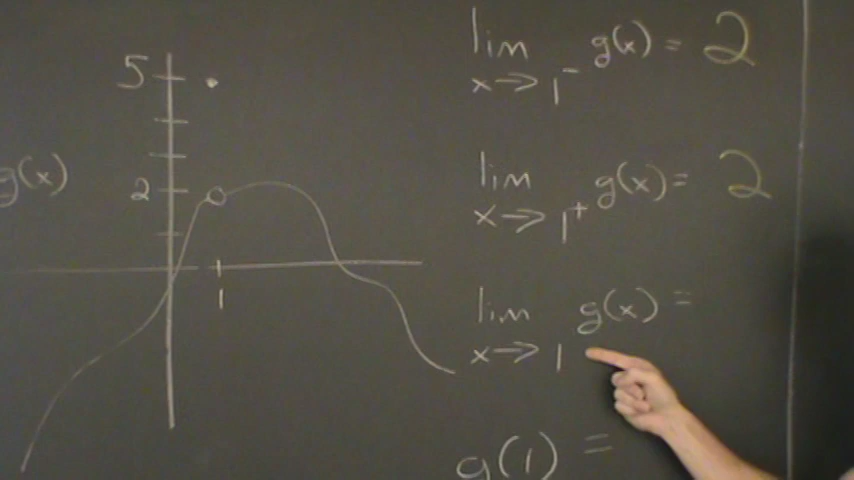 5
g(x)
2
1
lim g(x) = 2
x → 1⁻
lim g(x) = 2
x → 1⁺
lim g(x) =
x → 1
g(1) =